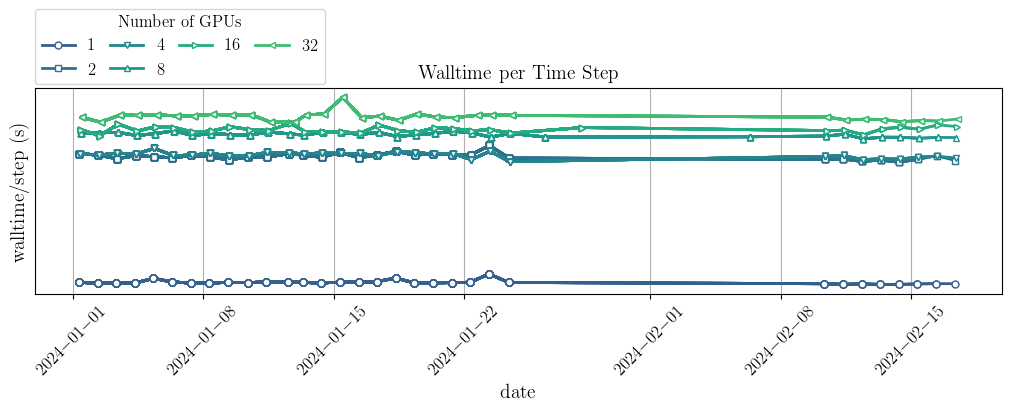 Number of GPUs
1 4 16 32
2 8
Walltime per Time Step
walltime/step (s)
2024−01−01
2024−01−08
2024−01−15
2024−01−22
2024−02−01
2024−02−08
2024−02−15
date